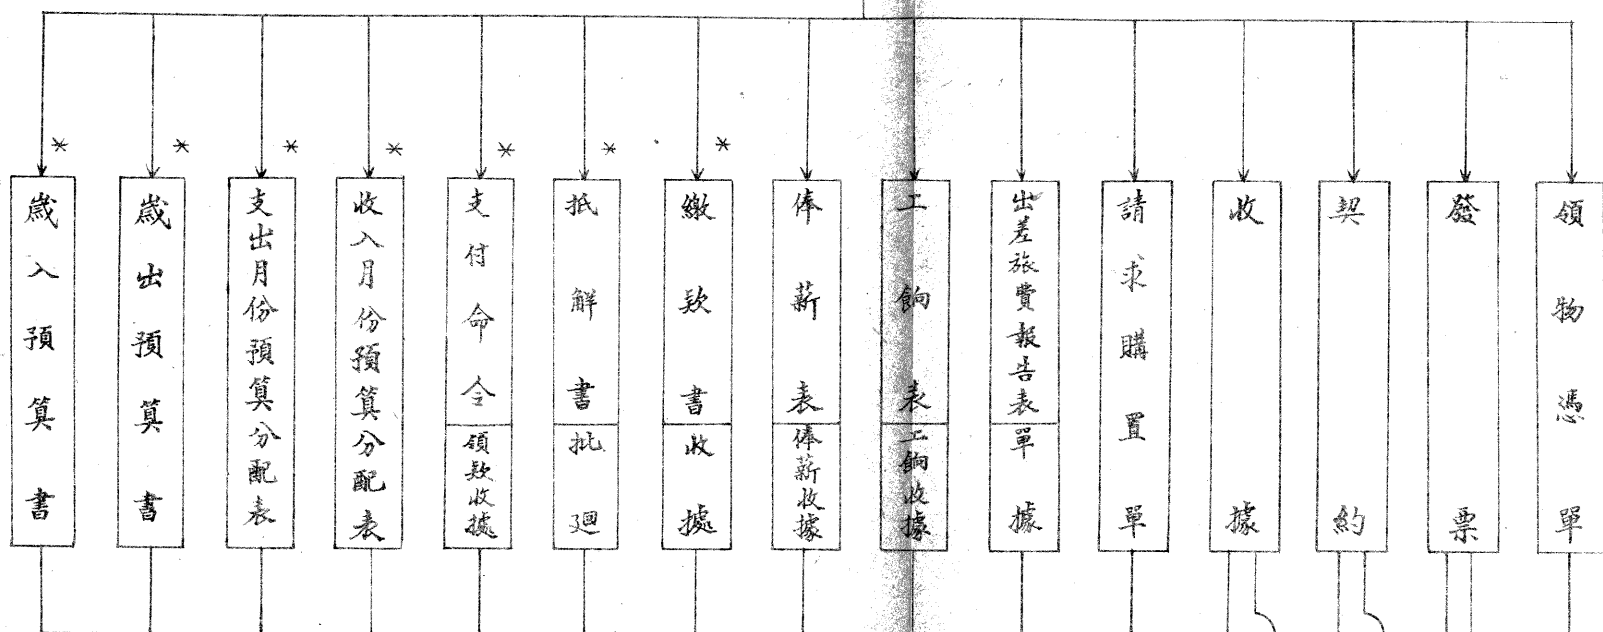 領物憑單
發票
契約
收據
請求購置單
出差旅費報告表
單據
工餉表
工餉收據
俸薪表
俸薪收據
繳欵書
收據
抵解書
批廻
支付命令
領欵收據
收入月份預算分配表
支出月份預算分配表
歲出預算書
歲入預算書